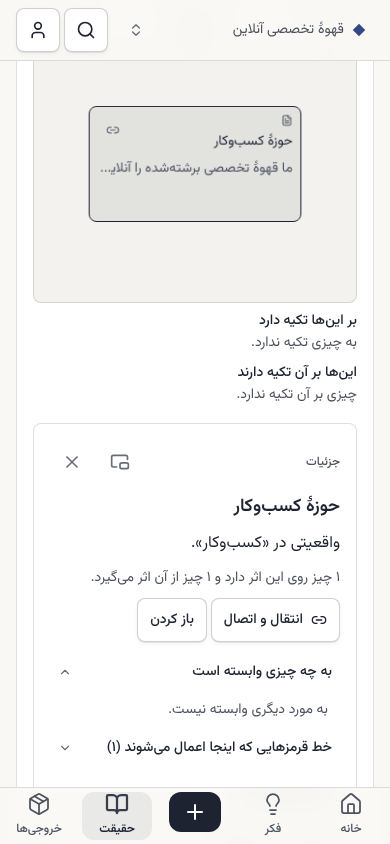 قهوهٔ تخصصی آنلاین
حوزهٔ کسب‌وکار
ما قهوهٔ تخصصی برشته‌شده را آنلای...
بر این‌ها تکیه دارد
به چیزی تکیه ندارد.
این‌ها بر آن تکیه دارند
چیزی بر آن تکیه ندارد.
جزئیات
حوزهٔ کسب‌وکار
واقعیتی در «کسب‌وکار».
۱ چیز روی این اثر دارد و ۱ چیز از آن اثر می‌گیرد.
انتقال و اتصال
باز کردن
به چه چیزی وابسته است
به مورد دیگری وابسته نیست.
خط قرمزهایی که اینجا اعمال می‌شوند (۱)
خانه
فکر
حقیقت
خروجی‌ها